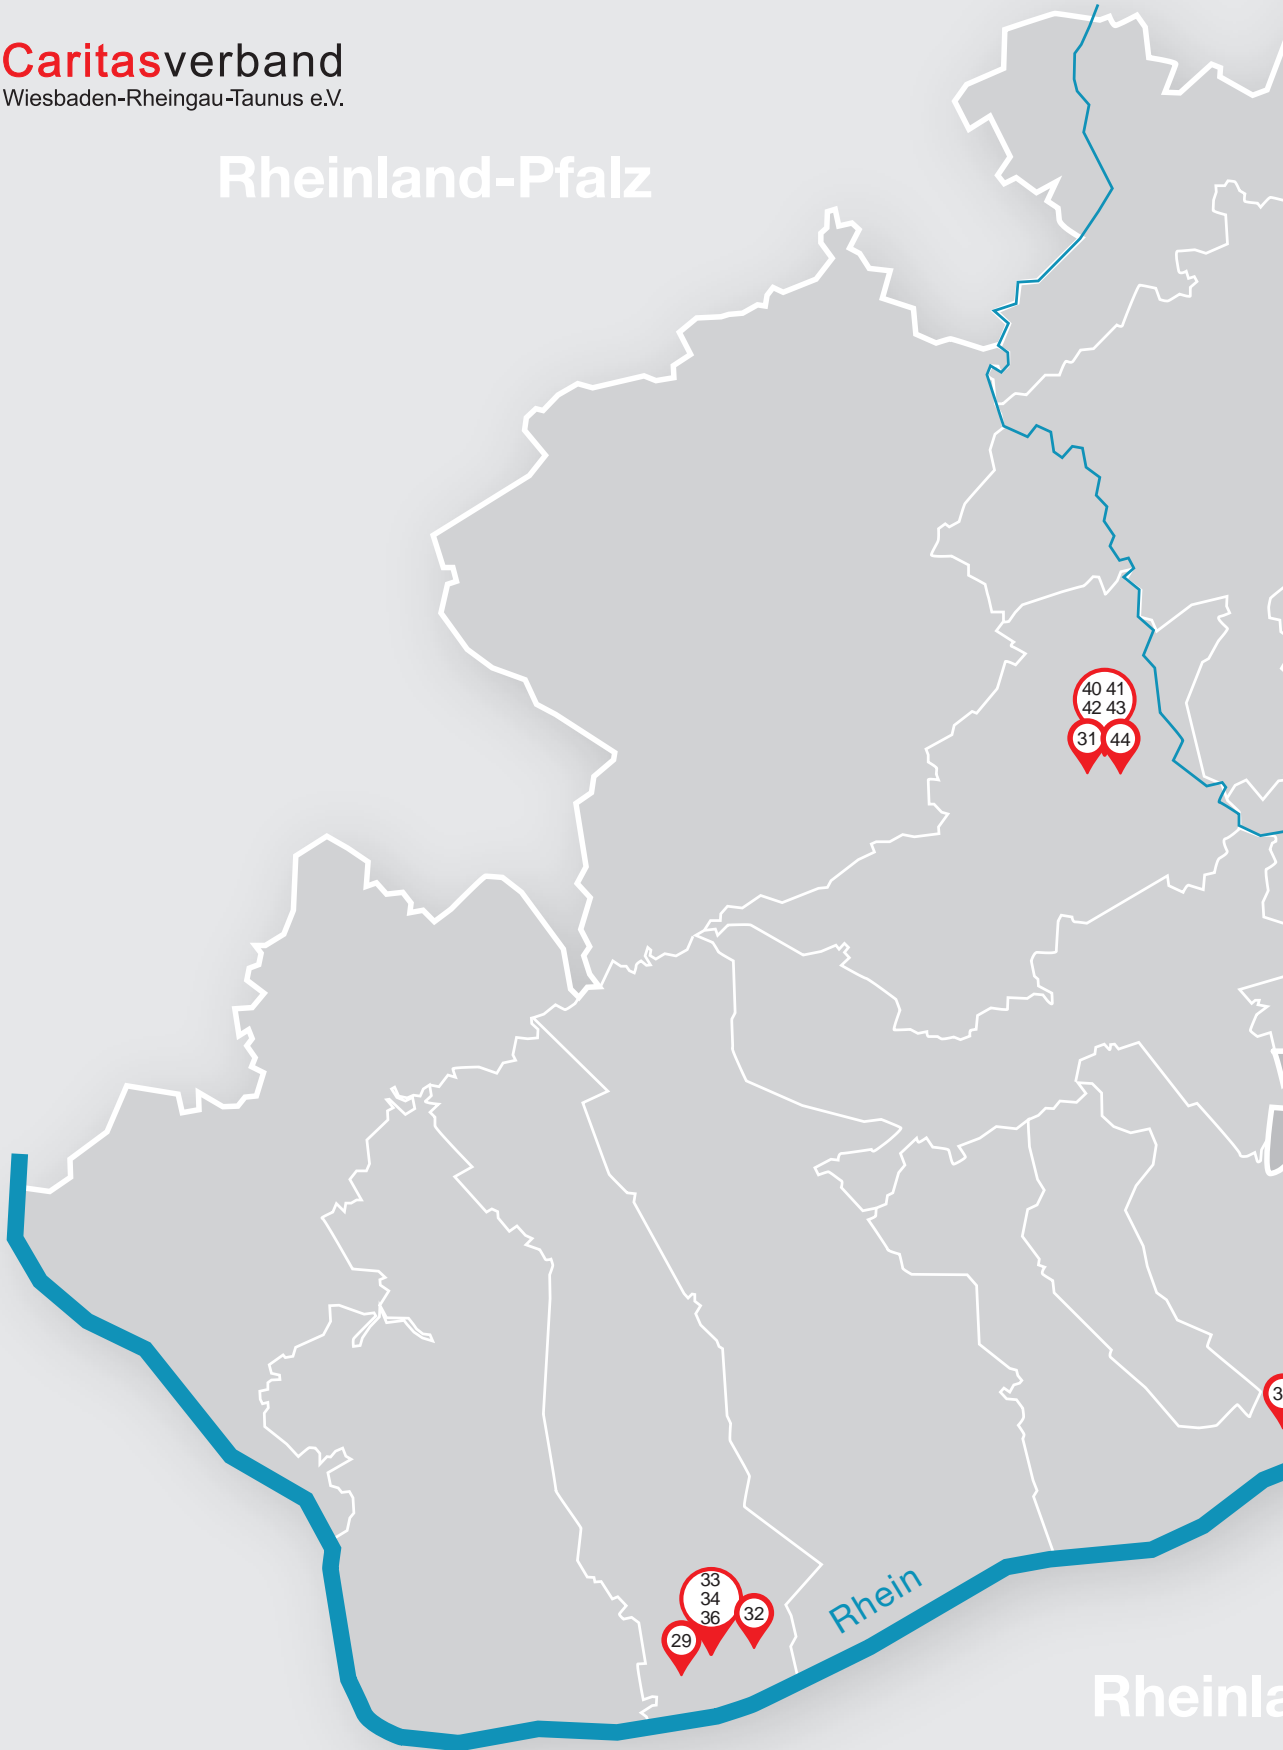 Caritasverband
Wiesbaden-Rheingau-Taunus e.V.
Rheinland-Pfalz
40 41
42 43
31
44
33
34
36
32
29
Rhein